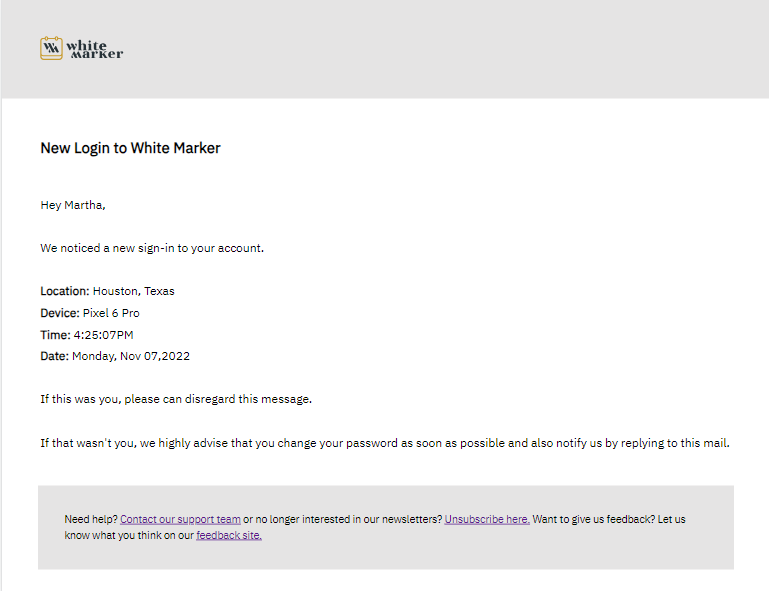 white
marker
New Login to White Marker
Hey Martha,
We noticed a new sign-in to your account.
Location: Houston, Texas
Device: Pixel 6 Pro
Time: 4:25:07PM
Date: Monday, Nov 07,2022
If this was you, please can disregard this message.
If that wasn't you, we highly advise that you change your password as soon as possible and also notify us by replying to this mail.
Need help? Contact our support team or no longer interested in our newsletters? Unsubscribe here. Want to give us feedback? Let us
know what you think on our feedback site.